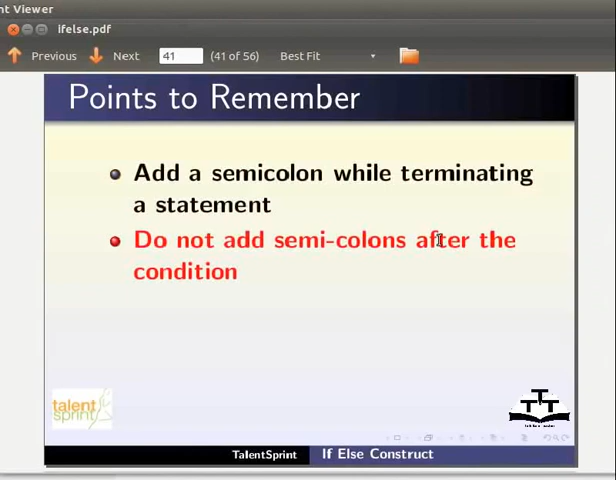 nt Viewer
ifelse.pdf
Previous Next 41 (41 of 56) Best Fit
Points to Remember
Add a semicolon while terminating
a statement
Do not add semi-colons after the
condition
talent
sprint
TTT
TalentSprint If Else Construct